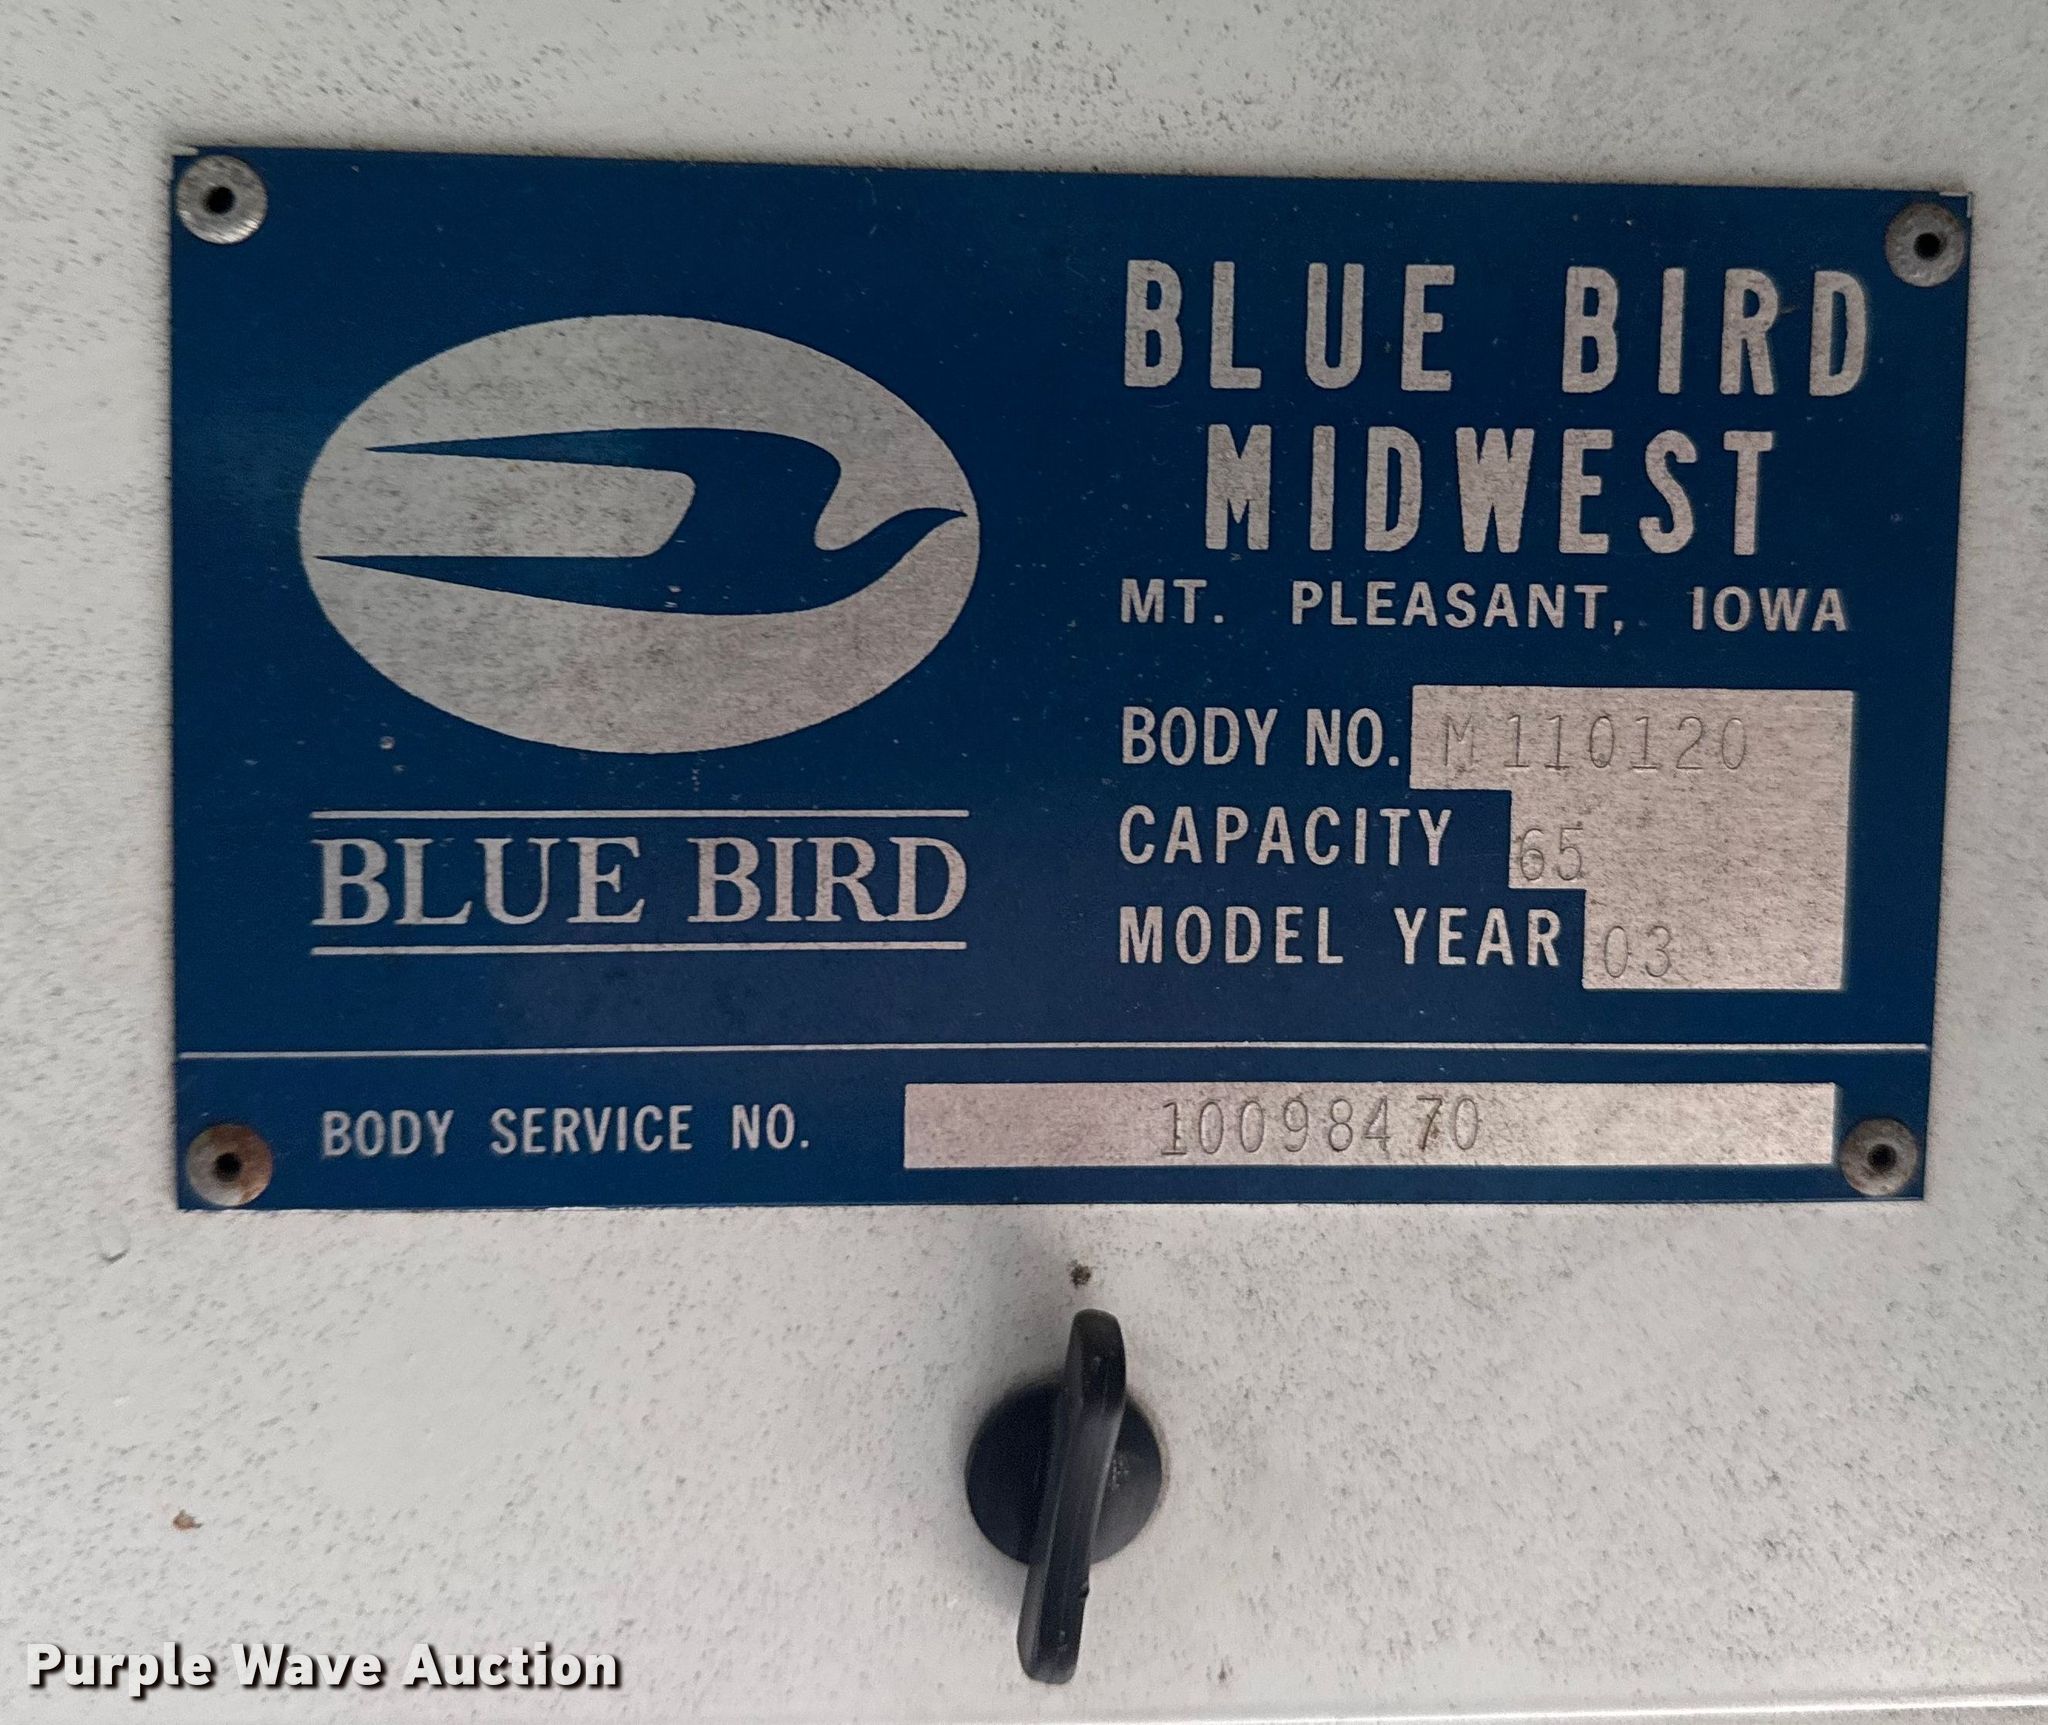 BLUE BIRD
MIDWEST
MT. PLEASANT, IOWA
BODY NO. M110120
CAPACITY 65
MODEL YEAR 03
BLUE BIRD
BODY SERVICE NO. 10098470
Purple Wave Auction